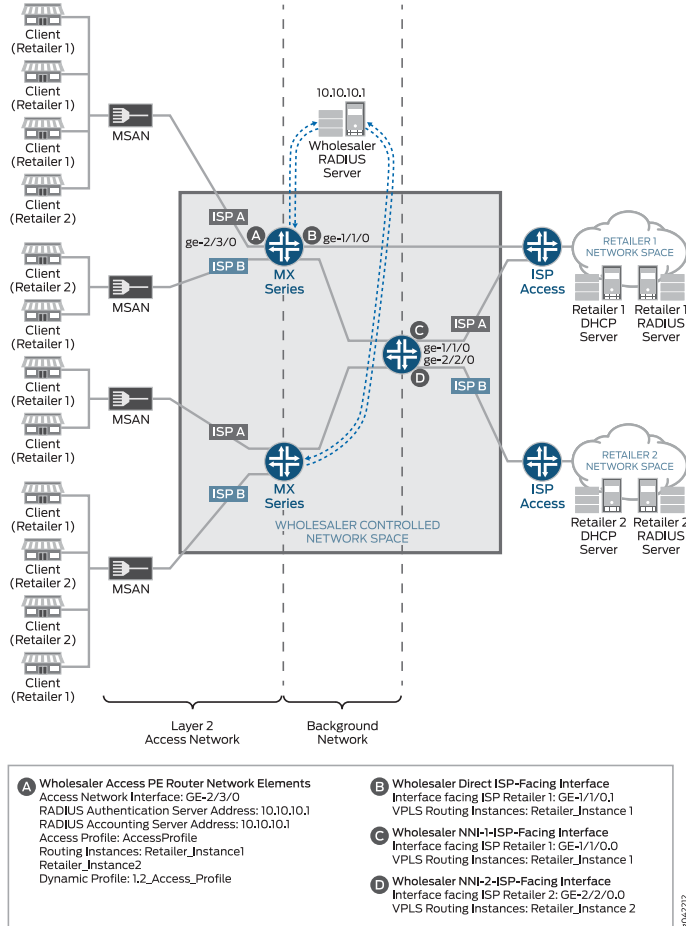 Client
(Retailer 1)
Client
(Retailer 1)
Client
(Retailer 1)
Client
(Retailer 2)
MSAN
10.10.10.1
Wholesaler
RADIUS
Server
ISP A
ge-2/3/0
A
B
ge-1/1/0
ISP B
MX
Series
Client
(Retailer 2)
Client
(Retailer 1)
MSAN
ISP
Access
RETAILER 1
NETWORK SPACE
Retailer 1
DHCP
Server
Retailer 1
RADIUS
Server
C
ISP A
ge-1/1/0
ge-2/2/0
D
ISP B
Client
(Retailer 1)
Client
(Retailer 1)
MSAN
ISP A
ISP B
MX
Series
WHOLESALER CONTROLLED
NETWORK SPACE
ISP
Access
RETAILER 2
NETWORK SPACE
Retailer 2
DHCP
Server
Retailer 2
RADIUS
Server
Client
(Retailer 1)
Client
(Retailer 2)
Client
(Retailer 2)
Client
(Retailer 1)
MSAN
Layer 2
Access Network
Background
Network
A Wholesaler Access PE Router Network Elements
Access Network Interface: GE-2/3/0
RADIUS Authentication Server Address: 10.10.10.1
RADIUS Accounting Server Address: 10.10.10.1
Access Profile: AccessProfile
Routing Instances: Retailer_Instance1
Retailer_Instance2
Dynamic Profile: 1.2_Access_Profile
B Wholesaler Direct ISP-Facing Interface
Interface facing ISP Retailer 1: GE-1/1/0.1
VPLS Routing Instances: Retailer_Instance 1
C Wholesaler NNI-1-ISP-Facing Interface
Interface facing ISP Retailer 1: GE-1/1/0.0
VPLS Routing Instances: Retailer_Instance 1
D Wholesaler NNI-2-ISP-Facing Interface
Interface facing ISP Retailer 2: GE-2/2/0.0
VPLS Routing Instances: Retailer_Instance 2